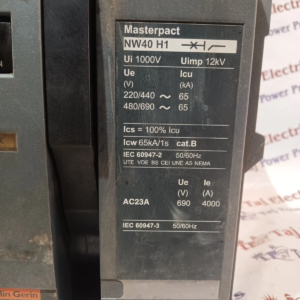 Masterpact
NW40 H1
Ui 1000V Uimp 12kV
Ue Icu
(V) (kA)
220/440 ~ 65
480/690 ~ 65
Ics = 100% Icu
Icw 65kA/1s cat.B
IEC 60947-2 50/60Hz
UTE VDE BS CEI UNE AS NEMA
Ue Ie
(V) (A)
AC23A 690 4000
IEC 60947-3 50/60Hz
lin Gerin